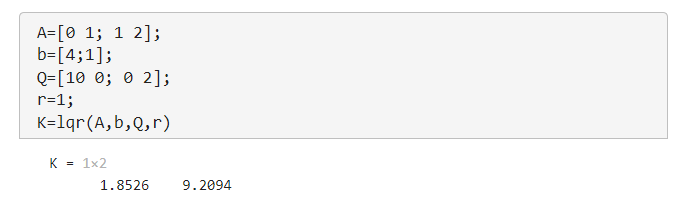 A=[0 1; 1 2];
b=[4;1];
Q=[10 0; 0 2];
r=1;
K=lqr(A,b,Q,r)
K = 1×2
1.8526 9.2094